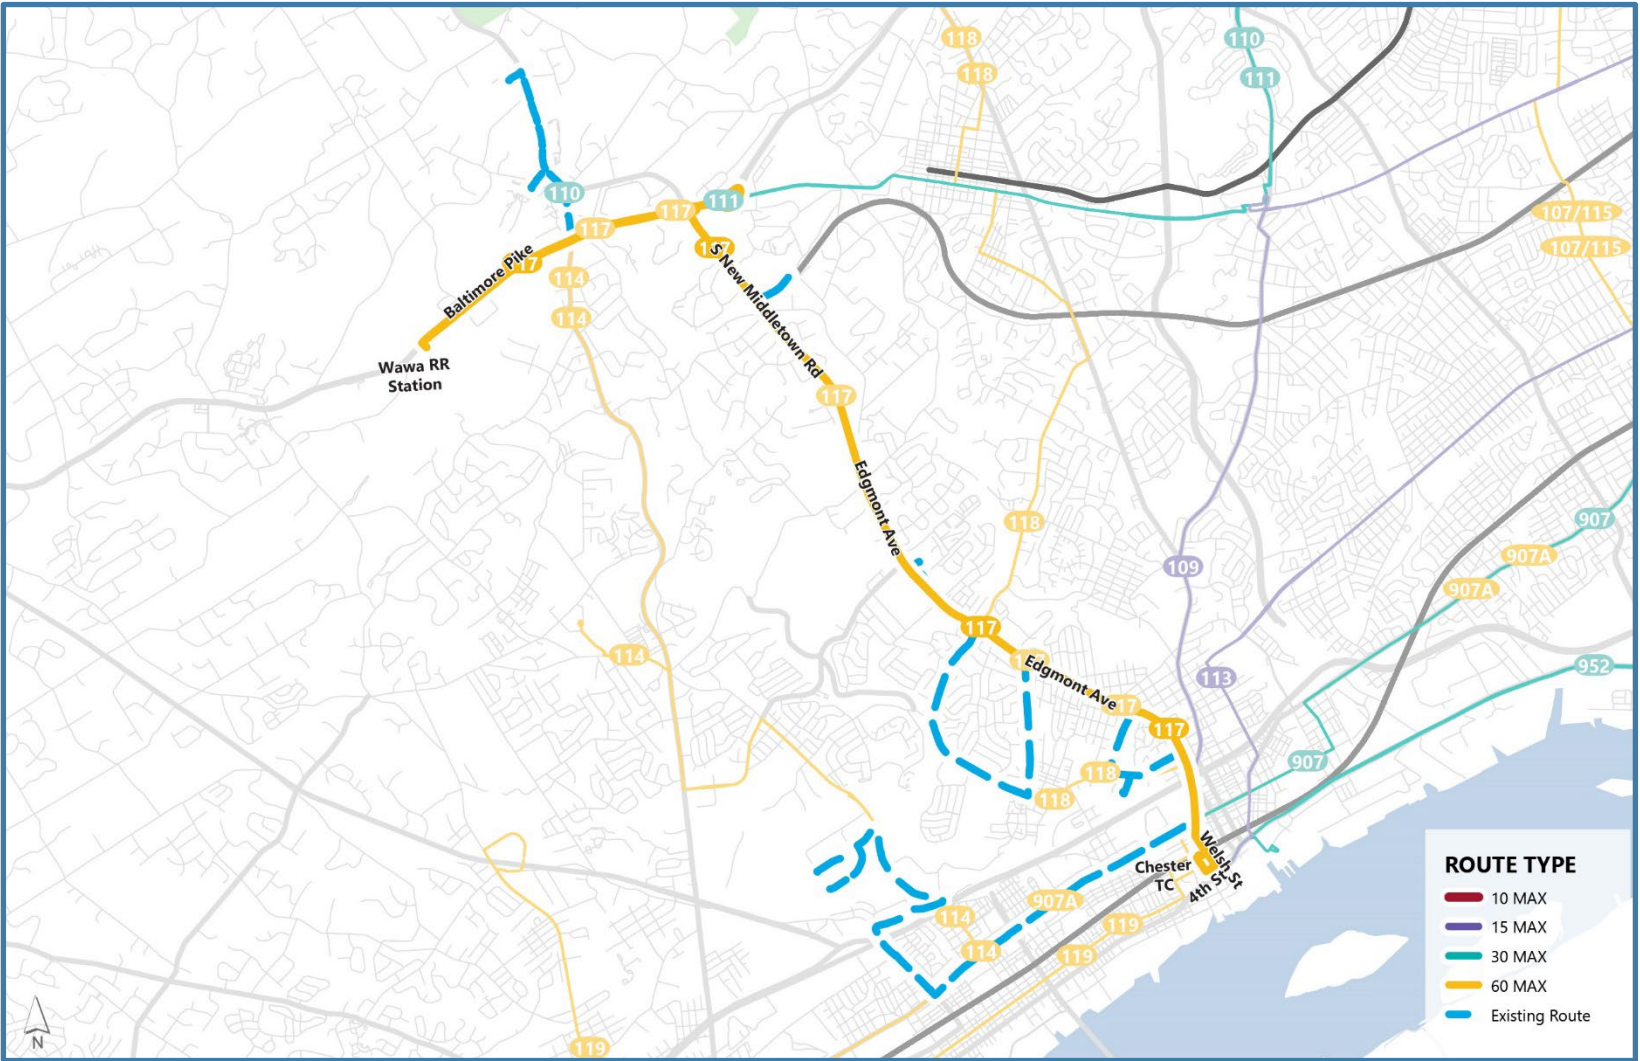 118
110
118
111
110
111
107/115
117
117
107/115
117
S New Middletown Rd
Baltimore Pike
114
114
Wawa RR
Station
117
Edgmont Ave
118
907
907A
109
907A
117
114
Edgmont Ave
952
113
117
907
118
118
Welsh St
Chester
TC
4th St
907A
114
119
114
119
119
N
ROUTE TYPE
10 MAX
15 MAX
30 MAX
60 MAX
Existing Route